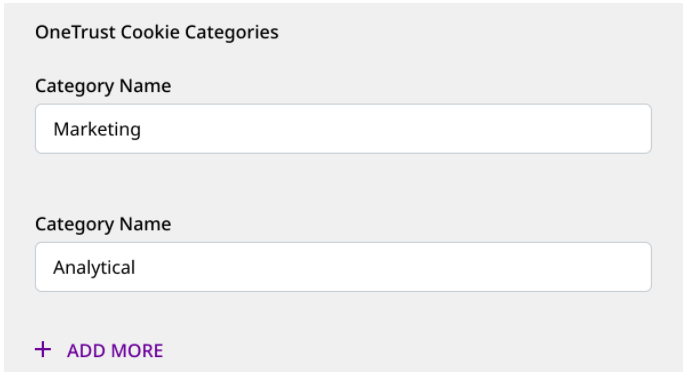 OneTrust Cookie Categories
Category Name
Marketing
Category Name
Analytical
+ ADD MORE